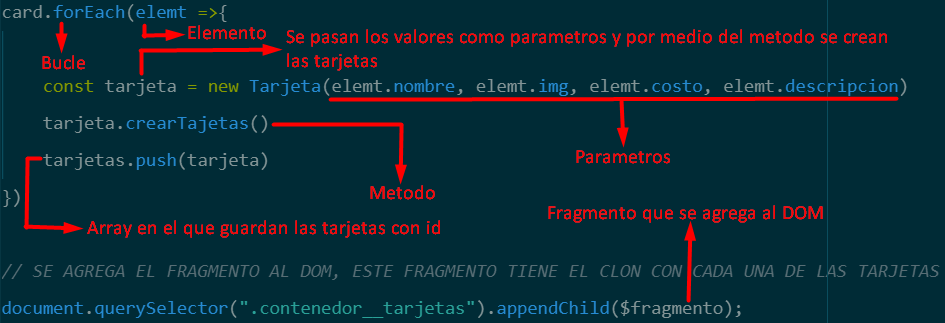 card.forEach(elemt =>{
Elemento
Se pasan los valores como parametros y por medio del metodo se crean
las tarjetas
Bucle
const tarjeta = new Tarjeta(elemt.nombre, elemt.img, elemt.costo, elemt.descripcion)
tarjeta.crearTajetas()
tarjetas.push(tarjeta)
Parametros
})
Metodo
Array en el que guardan las tarjetas con id
Fragmento que se agrega al DOM
// SE AGREGA EL FRAGMENTO AL DOM, ESTE FRAGMENTO TIENE EL CLON CON CADA UNA DE LAS TARJETAS
document.querySelector(".contenedor__tarjetas").appendChild($fragmento);